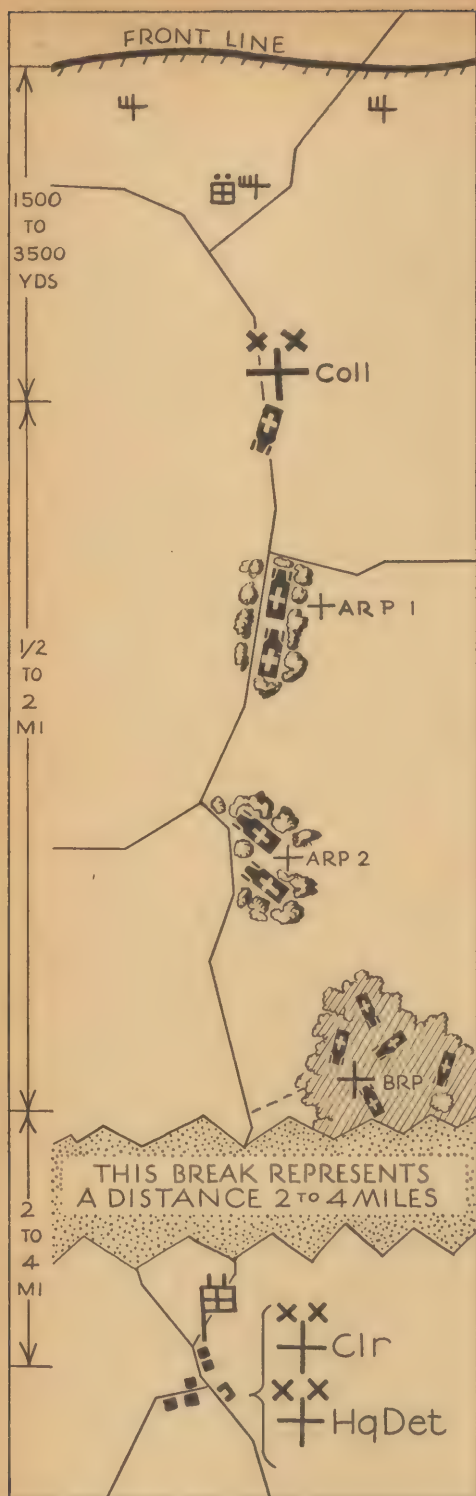 FRONT LINE
1500
TO
3500
YDS
Coll
ARP 1
1/2
TO
2
MI
ARP 2
BRP
THIS BREAK REPRESENTS
A DISTANCE 2 TO 4 MILES
2
TO
4
MI
Clr
HqDet